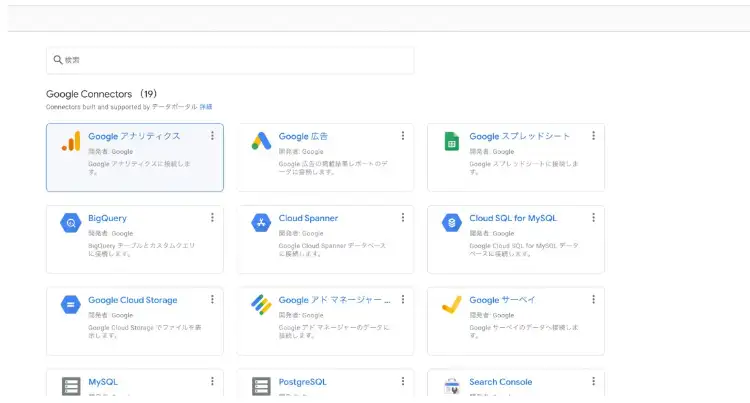 検索
Google Connectors （19）
Connectors built and supported by データポータル 詳細
Google アナリティクス
開発者: Google
Google アナリティクスに接続しま
す。
Google 広告
開発者: Google
Google 広告の掲載結果レポートのデ
ータに接続します。
Google スプレッドシート
開発者: Google
Google スプレッドシートに接続しま
す。
BigQuery
開発者: Google
BigQuery テーブルとカスタムクエリ
に接続します。
Cloud Spanner
開発者: Google
Google Cloud Spanner データベース
に接続します。
Cloud SQL for MySQL
開発者: Google
Google Cloud SQL for MySQL データ
ベースに接続します。
Google Cloud Storage
開発者: Google
Google Cloud Storage でファイルを表
示します。
Google アド マネージャー ...
開発者: Google
Google アド マネージャーのデータに
接続します。
Google サーベイ
開発者: Google
Google サーベイのデータへ接続しま
す。
MySQL
PostgreSQL
Search Console